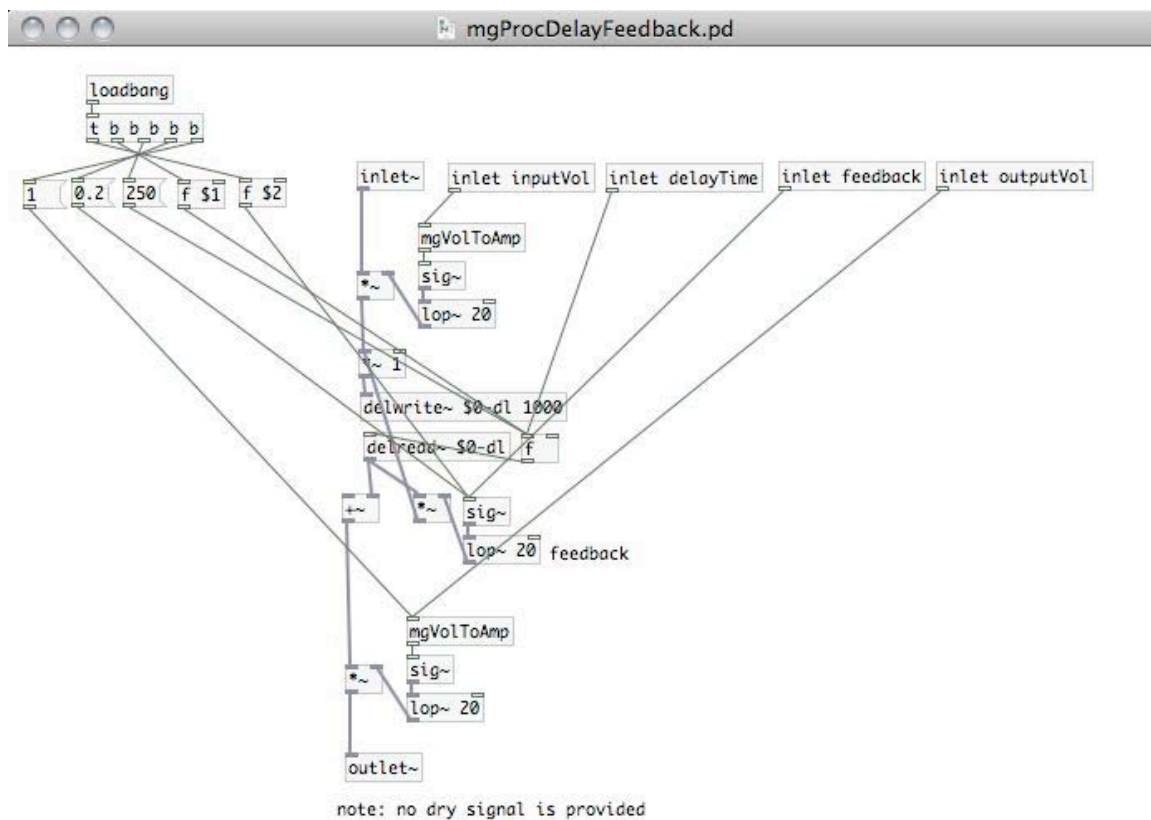 mgProcDelayFeedback.pd
loadbang
t b b b b b
1 0.2 250 f $1 f $2
inlet~ inlet inputVol inlet delayTime inlet feedback inlet outputVol
mgVolToAmp
sig~
*~
lop~ 20
*~ 1
delwrite~ $0-dl 1000
delread~ $0-dl f
+~ *~ sig~
lop~ 20 feedback
mgVolToAmp
sig~
*~
lop~ 20
outlet~
note: no dry signal is provided